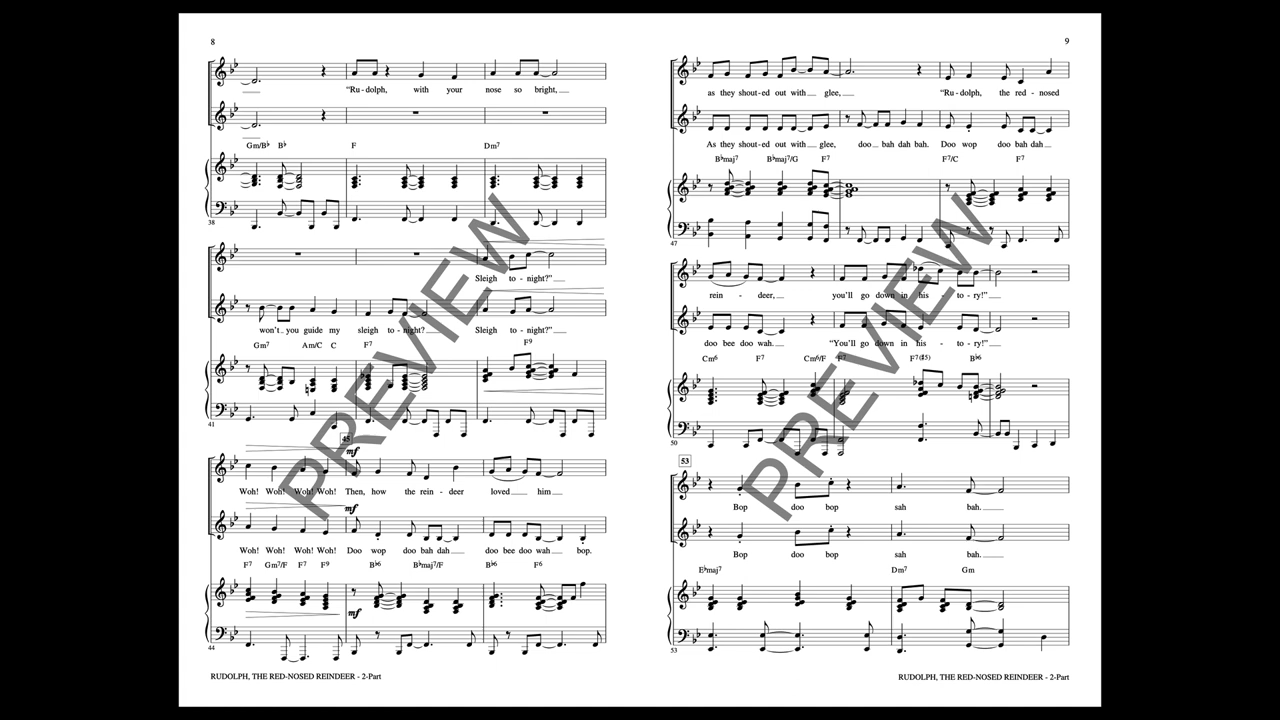 8
“Ru - dolph, with your nose so bright,
Gm/B♭ B♭ F Dm7
38
Sleigh to - night?”
won’t you guide my sleigh to - night? Sleigh to - night?”
Gm7 Am/C C F7 F9
41
45
mf
Woh! Woh! Woh! Woh! Then, how the rein - deer loved him
mf
Woh! Woh! Woh! Woh! Doo wop doo bah dah doo bee doo wah bop.
F7 Gm7/F F7 F9 B♭6 B♭maj7/F B♭6 F6
mf
44
RUDOLPH, THE RED-NOSED REINDEER - 2-Part
9
as they shout-ed out with glee, “Ru-dolph, the red - nosed
As they shout-ed out with glee, doo bah dah bah. Doo wop doo bah dah
B♭maj7 B♭maj7/G F7 F7/C F7
47
rein - deer, you’ll go down in his to - ry!”
doo bee doo wah. “You’ll go down in his - to - ry!”
Cm6 F7 Cm6/F F7 F7(♯5) B♭6
50
53
Bop doo bop sah bah.
Bop doo bop sah bah.
E♭maj7 Dm7 Gm
53
RUDOLPH, THE RED-NOSED REINDEER - 2-Part
PREVIEW
PREVIEW